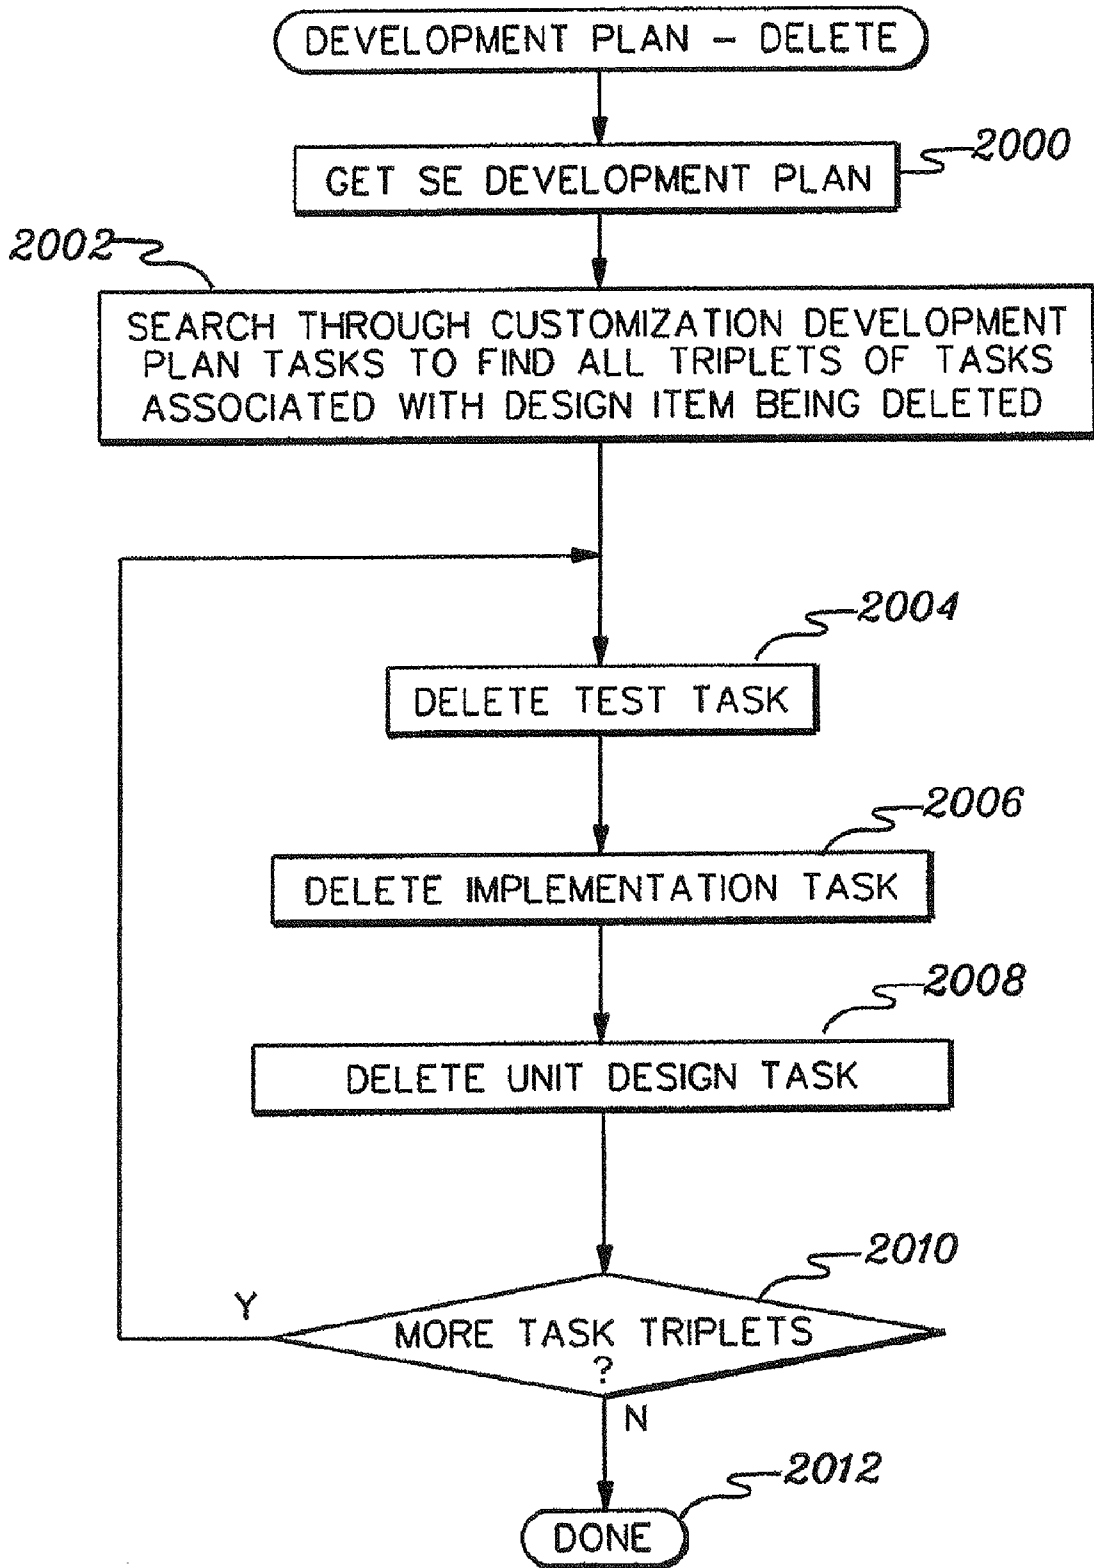 DEVELOPMENT PLAN - DELETE
2000
GET SE DEVELOPMENT PLAN
2002
SEARCH THROUGH CUSTOMIZATION DEVELOPMENT
PLAN TASKS TO FIND ALL TRIPLETS OF TASKS
ASSOCIATED WITH DESIGN ITEM BEING DELETED
2004
DELETE TEST TASK
2006
DELETE IMPLEMENTATION TASK
2008
DELETE UNIT DESIGN TASK
2010
Y
MORE TASK TRIPLETS
?
N
2012
DONE